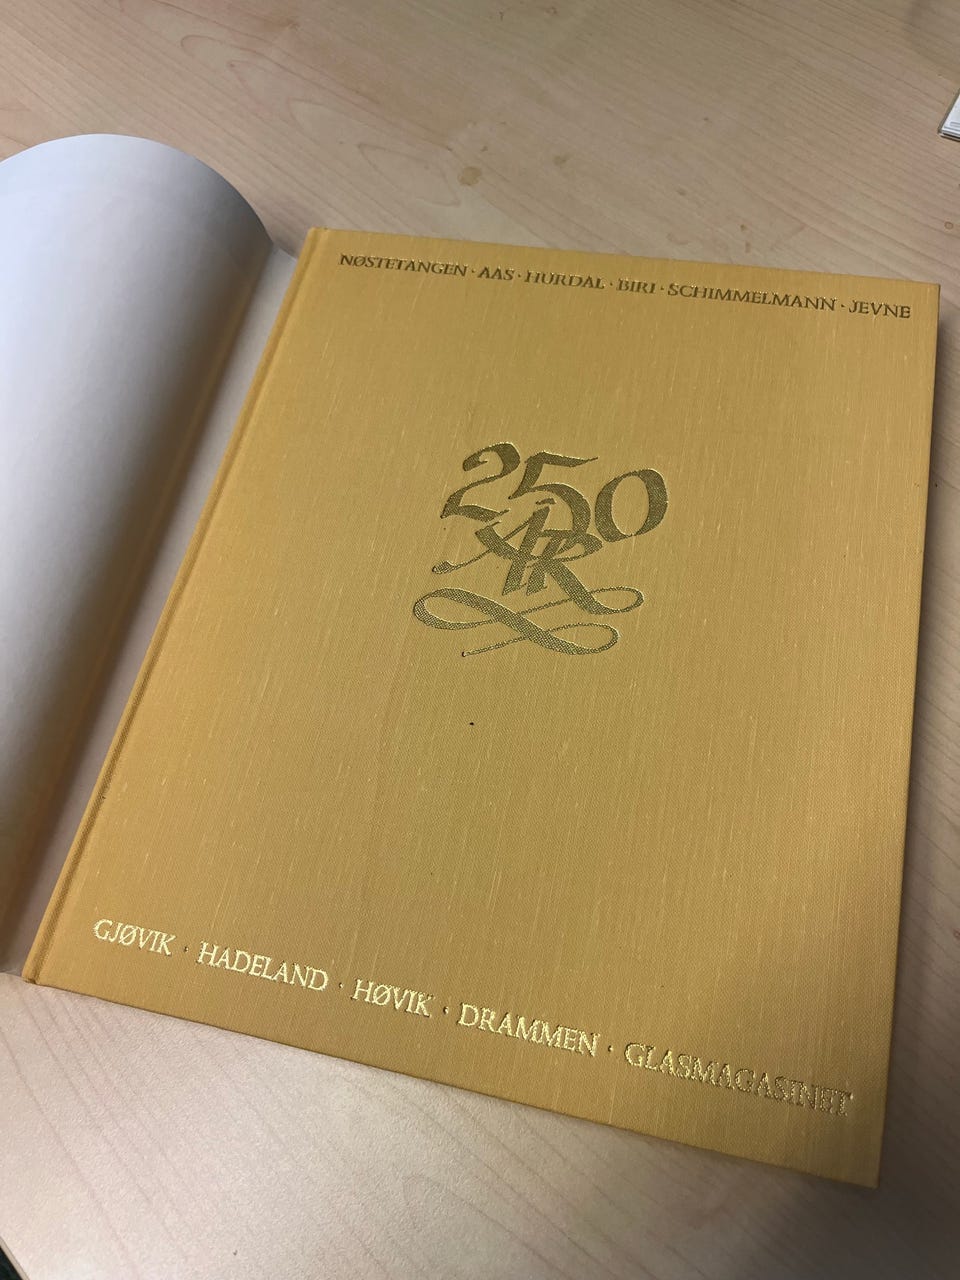 NØSTETANGEN · AAS · HURDAL · BIRI · SCHIMMELMANN · JEVNE
250
ÅR
GJØVIK · HADELAND · HØVIK · DRAMMEN · GLASMAGASINET